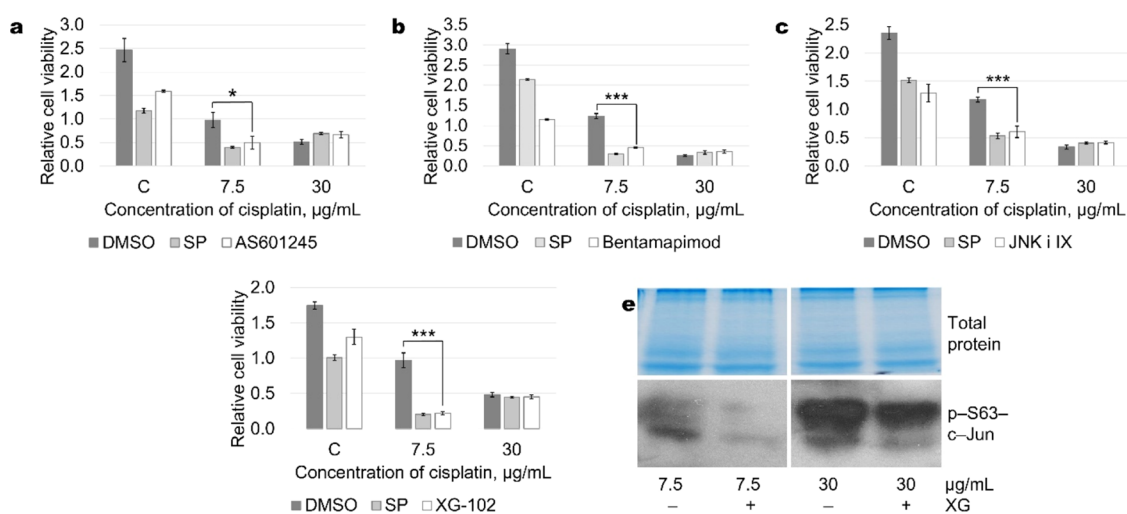 a
3.0
2.5
2.0
1.5
1.0
0.5
0.0
Relative cell viability
*
C 7.5 30
Concentration of cisplatin, µg/mL
DMSO SP AS601245
b
3.5
3.0
2.5
2.0
1.5
1.0
0.5
0.0
Relative cell viability
***
C 7.5 30
Concentration of cisplatin, µg/mL
DMSO SP Bentamapimod
c
2.5
2.0
1.5
1.0
0.5
0.0
Relative cell viability
***
C 7.5 30
Concentration of cisplatin, µg/mL
DMSO SP JNK i IX
2.0
1.5
1.0
0.5
0.0
Relative cell viability
***
C 7.5 30
Concentration of cisplatin, µg/mL
DMSO SP XG-102
e
Total
protein
p–S63–
c–Jun
7.5 7.5 30 30 µg/mL
– + – + XG